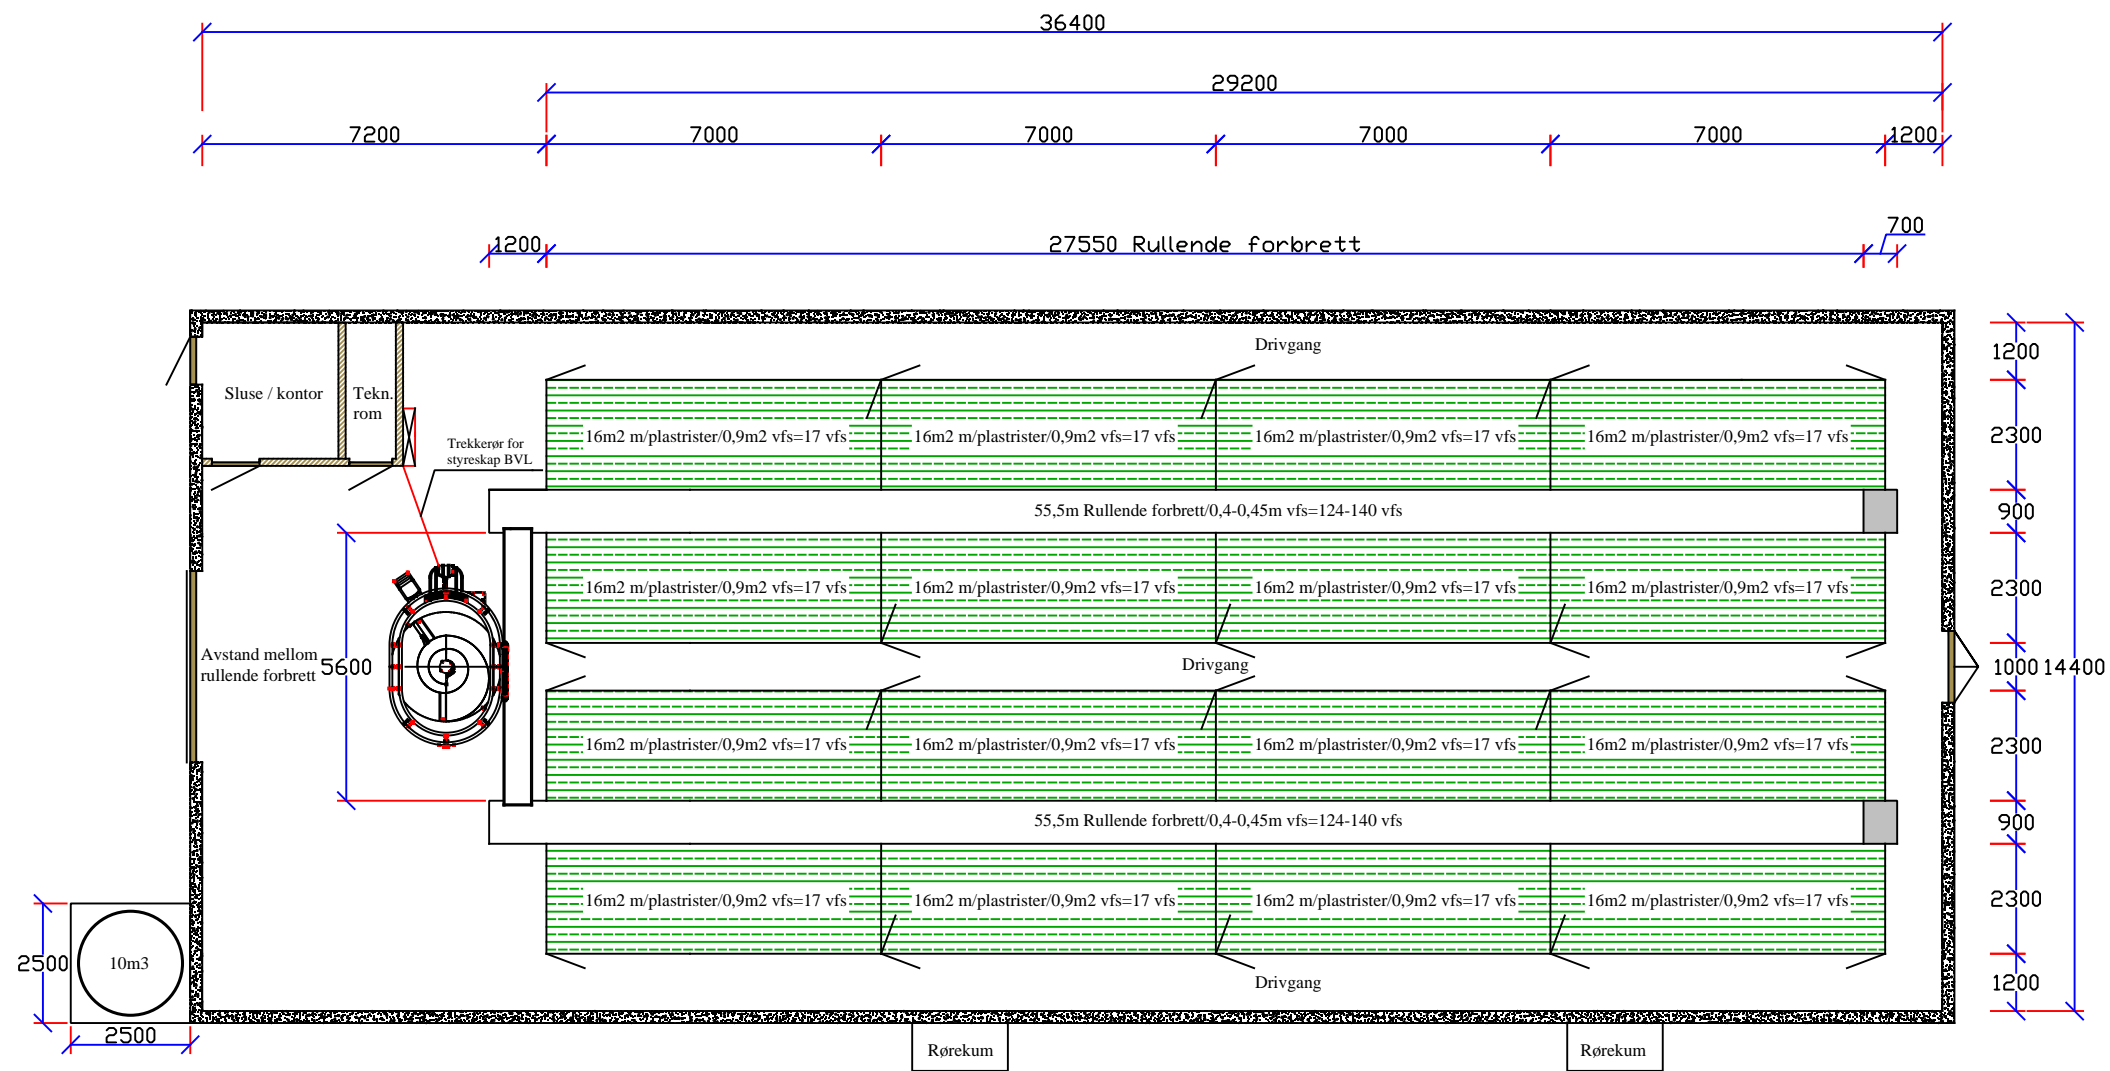 36400
29200
7200
7000
7000
7000
7000
1200
700
1200
27550 Rullende forbrett
Drivgang
1200
Sluse / kontor
Tekn.
rom
Trekkerør for
styreskap BVL
16m2 m/plastrister/0,9m2 vfs=17 vfs
16m2 m/plastrister/0,9m2 vfs=17 vfs
16m2 m/plastrister/0,9m2 vfs=17 vfs
16m2 m/plastrister/0,9m2 vfs=17 vfs
2300
55,5m Rullende forbrett/0,4-0,45m vfs=124-140 vfs
900
16m2 m/plastrister/0,9m2 vfs=17 vfs
16m2 m/plastrister/0,9m2 vfs=17 vfs
16m2 m/plastrister/0,9m2 vfs=17 vfs
16m2 m/plastrister/0,9m2 vfs=17 vfs
2300
Avstand mellom
rullende forbrett
5600
Drivgang
1000
14400
16m2 m/plastrister/0,9m2 vfs=17 vfs
16m2 m/plastrister/0,9m2 vfs=17 vfs
16m2 m/plastrister/0,9m2 vfs=17 vfs
16m2 m/plastrister/0,9m2 vfs=17 vfs
2300
55,5m Rullende forbrett/0,4-0,45m vfs=124-140 vfs
900
16m2 m/plastrister/0,9m2 vfs=17 vfs
16m2 m/plastrister/0,9m2 vfs=17 vfs
16m2 m/plastrister/0,9m2 vfs=17 vfs
16m2 m/plastrister/0,9m2 vfs=17 vfs
2300
2500
10m3
Drivgang
1200
2500
Rørekum
Rørekum